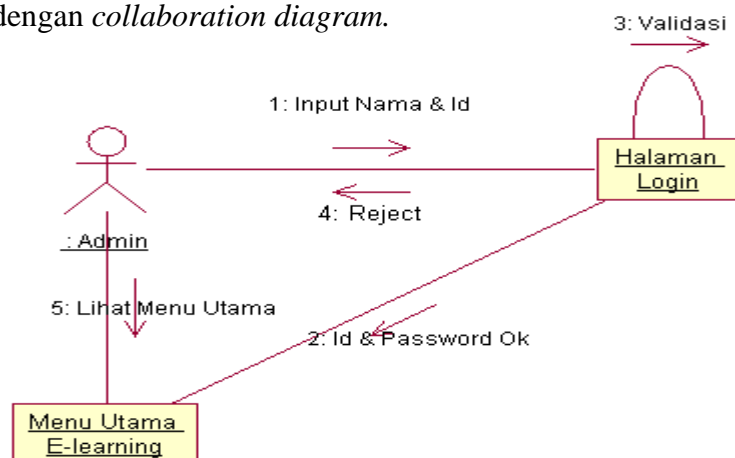 dengan collaboration diagram.
3: Validasi
1: Input Nama & Id
Halaman
Login
4: Reject
: Admin
5: Lihat Menu Utama
2: Id & Password Ok
Menu Utama
E-learning